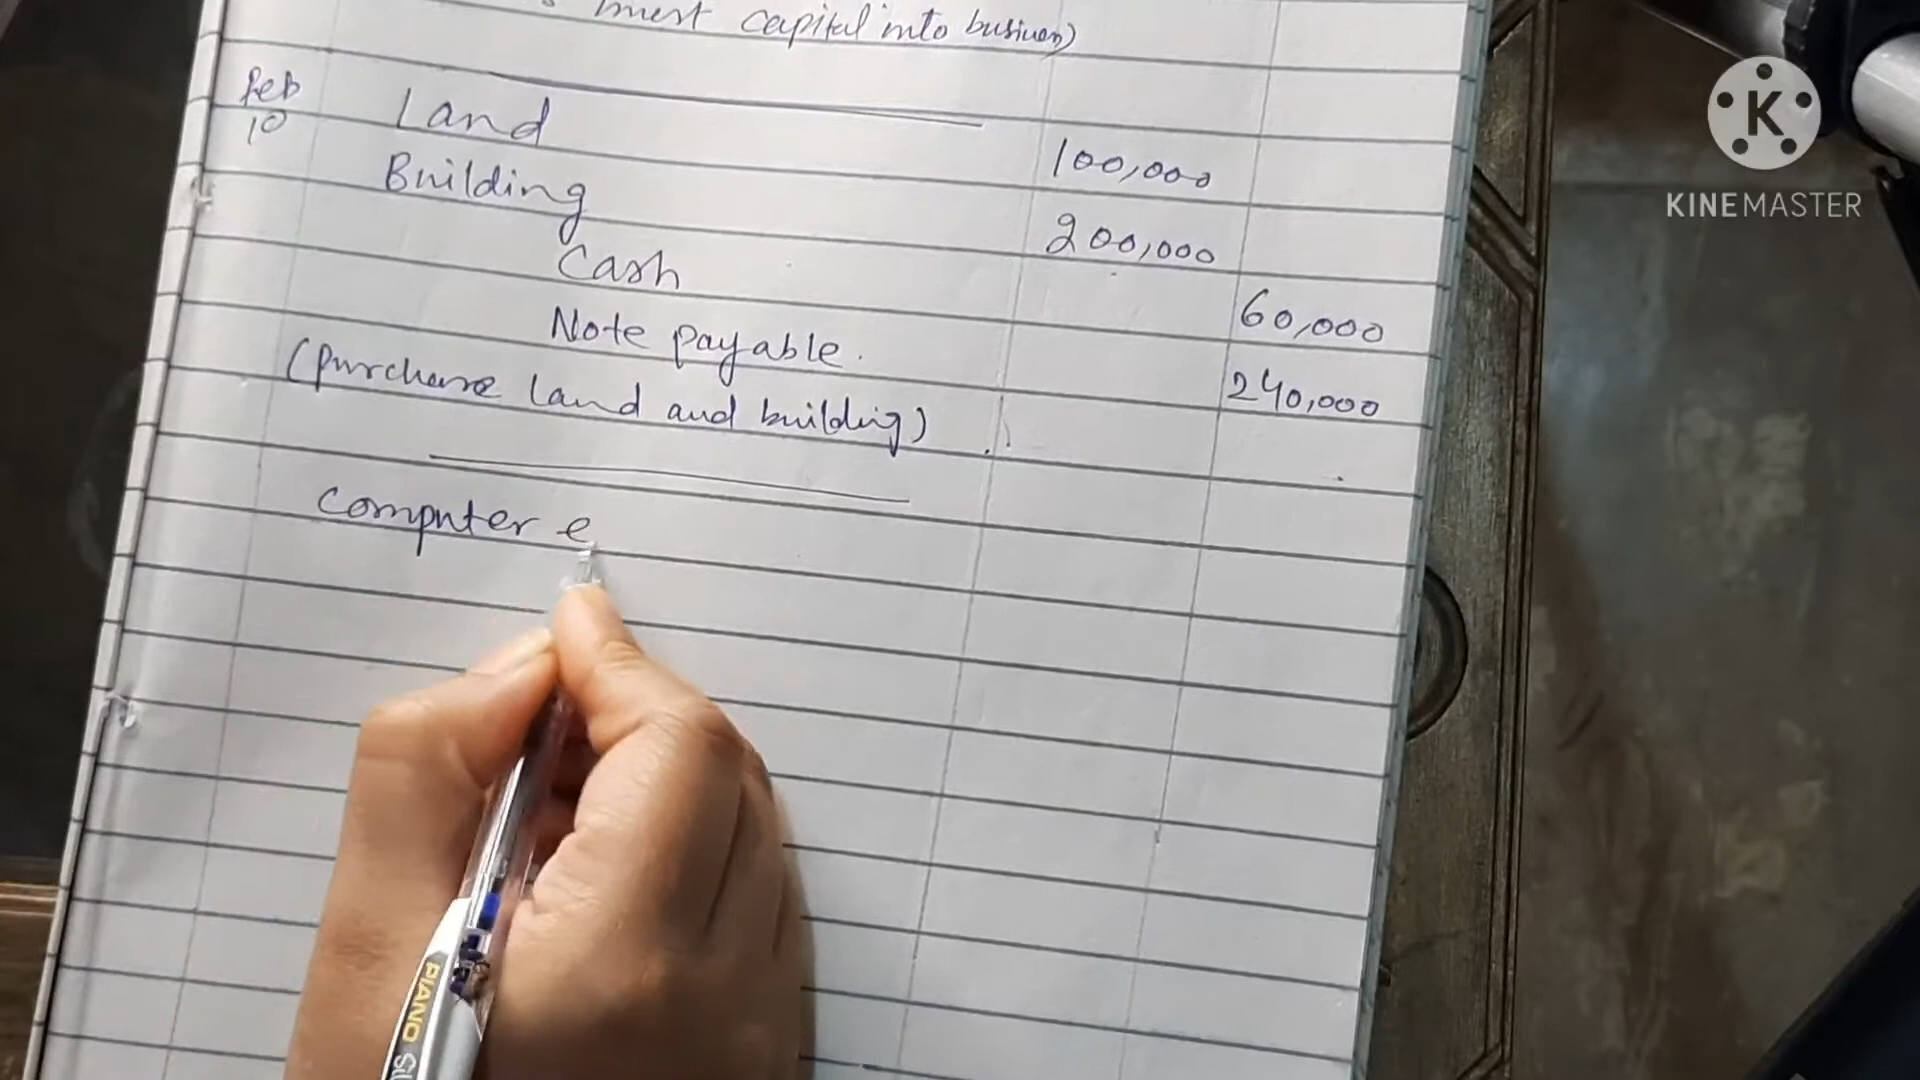 invest capital into business)
Feb
10
Land 100,000
Building 200,000
Cash 60,000
Note payable. 240,000
(purchase land and building)
Computer e
K
KINEMASTER
PIANO